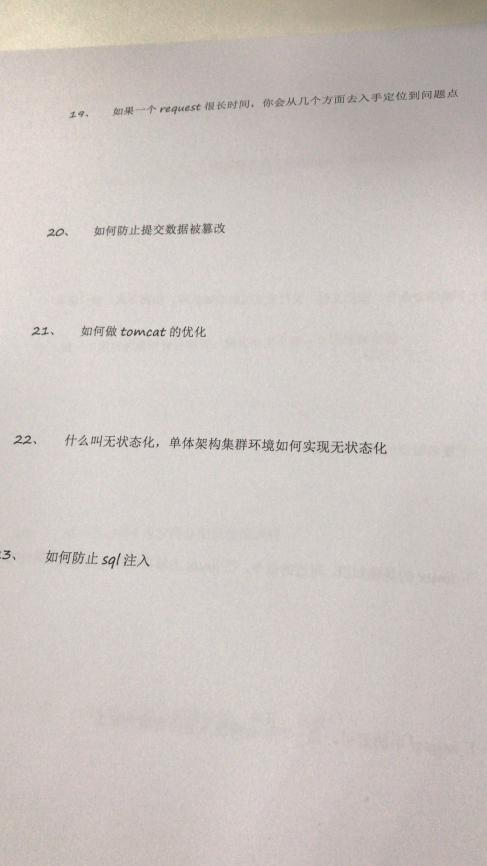 19、 如果一个 request 很长时间，你会从几个方面去入手定位到问题点
20、 如何防止提交数据被篡改
21、 如何做 tomcat 的优化
22、 什么叫无状态化，单体架构集群环境如何实现无状态化
3、 如何防止 sql 注入